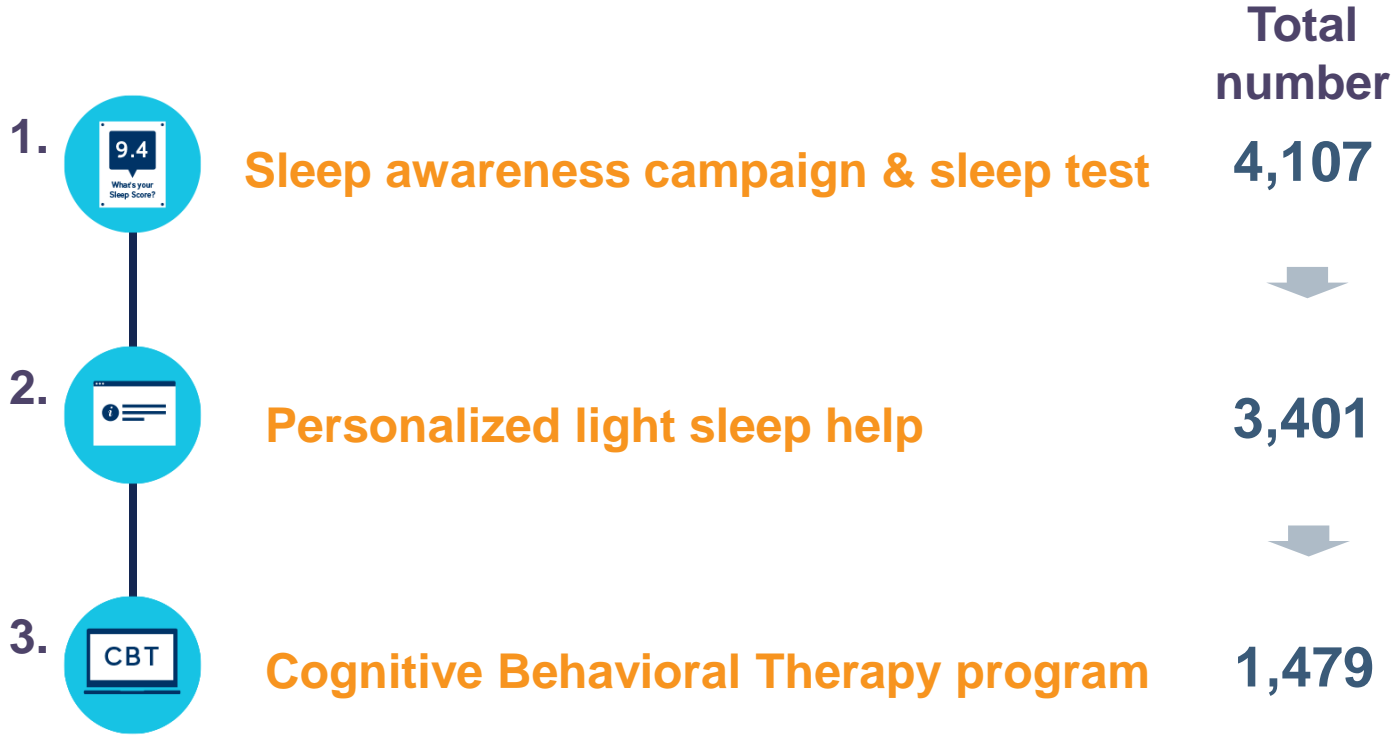 Total
number
1.
9.4
What's your
Sleep Score?
Sleep awareness campaign & sleep test
4,107
2.
i
Personalized light sleep help
3,401
3.
CBT
Cognitive Behavioral Therapy program
1,479